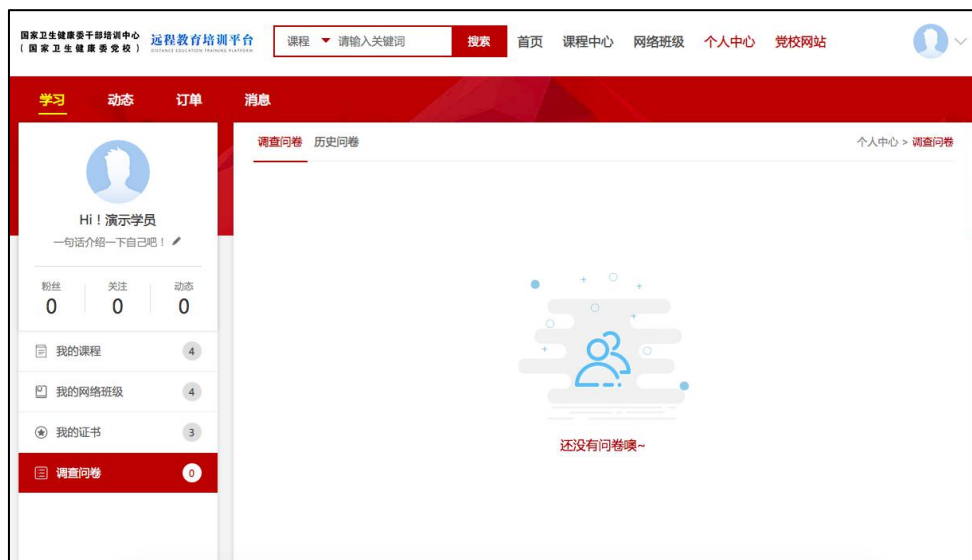 国家卫生健康委干部培训中心
（国家卫生健康委党校）
远程教育培训平台
DISTANCE EDUCATION TRAINING PLATFORM
课程 请输入关键词 搜索 首页 课程中心 网络班级 个人中心 党校网站
学习 动态 订单 消息
调查问卷 历史问卷 个人中心 > 调查问卷
Hi！演示学员
一句话介绍一下自己吧！
粉丝 关注 动态
0 0 0
我的课程 4
我的网络班级 4
我的证书 3
调查问卷 0
还没有问卷噢~